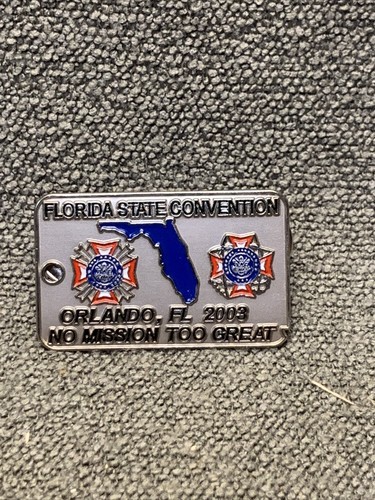 FLORIDA STATE CONVENTION
ORLANDO, FL 2003
NO MISSION TOO GREAT